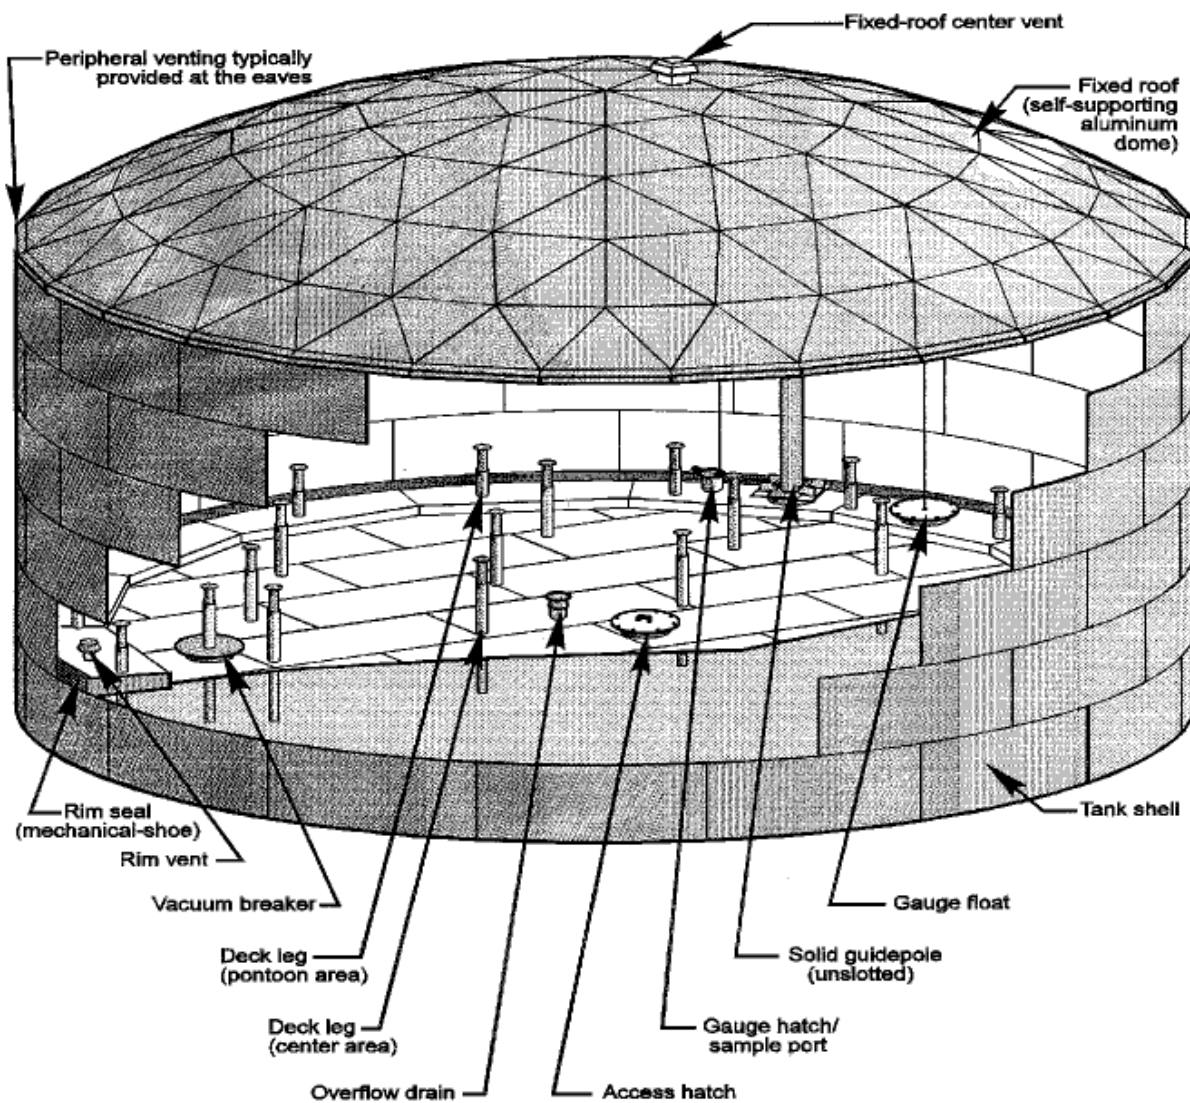 Fixed-roof center vent
Peripheral venting typically
provided at the eaves
Fixed roof
(self-supporting
aluminum
dome)
Rim seal
(mechanical-shoe)
Rim vent
Tank shell
Vacuum breaker
Gauge float
Deck leg
(pontoon area)
Solid guidepole
(unslotted)
Deck leg
(center area)
Gauge hatch/
sample port
Overflow drain
Access hatch